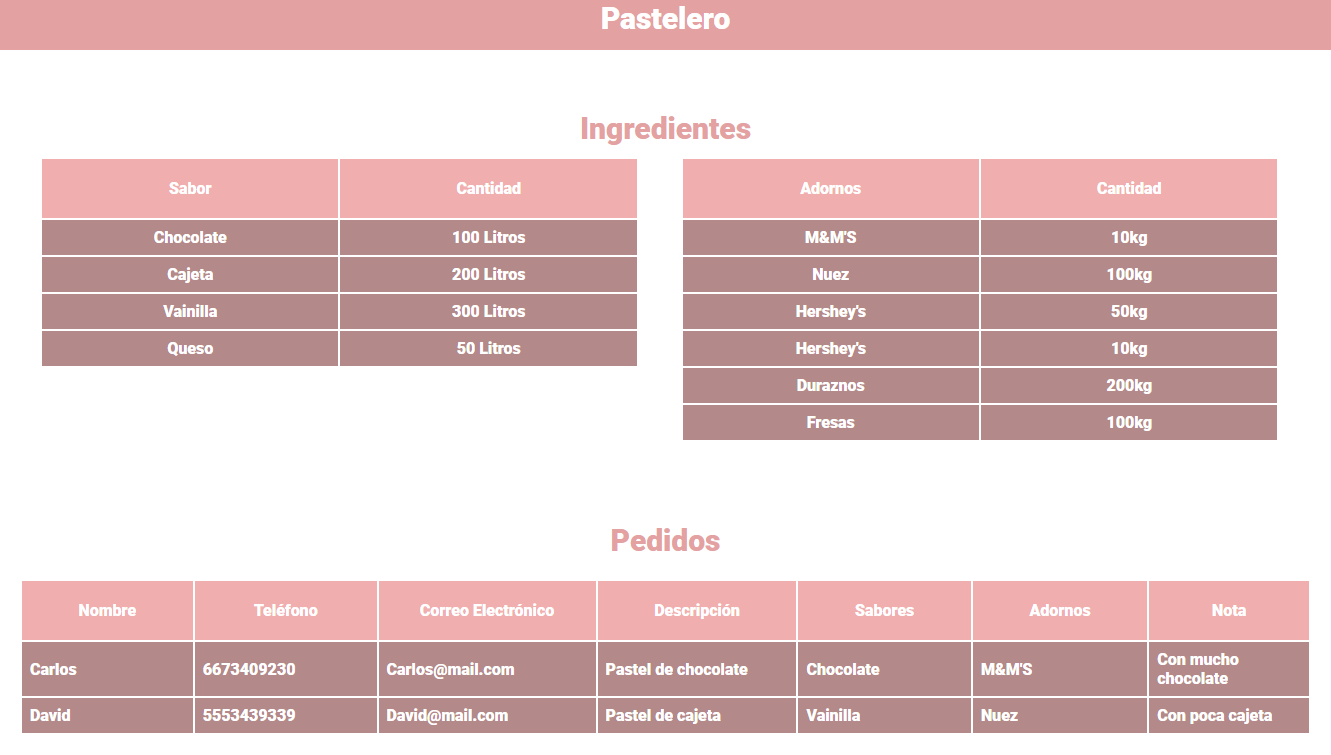 Pastelero
Ingredientes
Sabor Cantidad
Chocolate 100 Litros
Cajeta 200 Litros
Vainilla 300 Litros
Queso 50 Litros
Adornos Cantidad
M&M'S 10kg
Nuez 100kg
Hershey's 50kg
Hershey's 10kg
Duraznos 200kg
Fresas 100kg
Pedidos
Nombre Teléfono Correo Electrónico Descripción Sabores Adornos Nota
Carlos 6673409230 Carlos@mail.com Pastel de chocolate Chocolate M&M'S Con mucho
chocolate
David 5553439339 David@mail.com Pastel de cajeta Vainilla Nuez Con poca cajeta